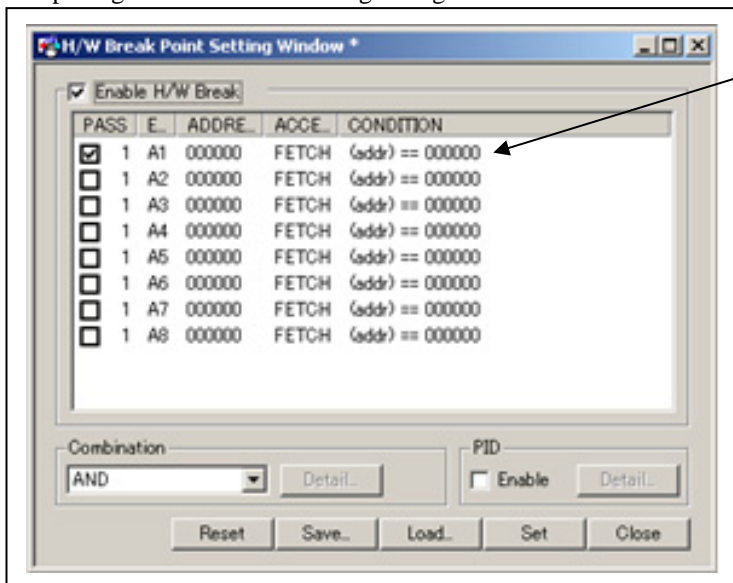 H/W Break Point Setting Window *
Enable H/W Break
PASS E... ADDRE... ACCE... CONDITION
1 A1 000000 FETCH (addr) == 000000
1 A2 000000 FETCH (addr) == 000000
1 A3 000000 FETCH (addr) == 000000
1 A4 000000 FETCH (addr) == 000000
1 A5 000000 FETCH (addr) == 000000
1 A6 000000 FETCH (addr) == 000000
1 A7 000000 FETCH (addr) == 000000
1 A8 000000 FETCH (addr) == 000000
Combination
PID
AND Detail... Enable Detail...
Reset Save... Load... Set Close